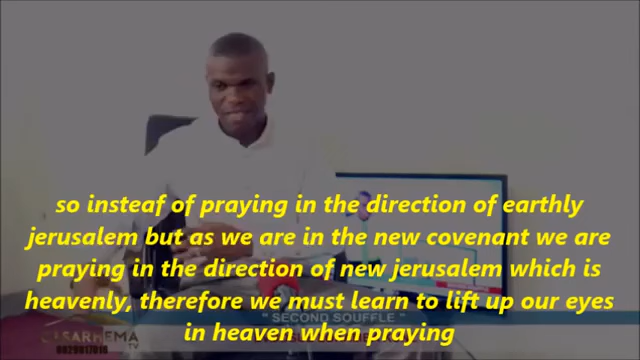 so insteaf of praying in the direction of earthly
jerusalem but as we are in the new covenant we are
praying in the direction of new jerusalem which is
heavenly, therefore we must learn to lift up our eyes
" SECOND SOUFFLE "
in heaven when praying
TV